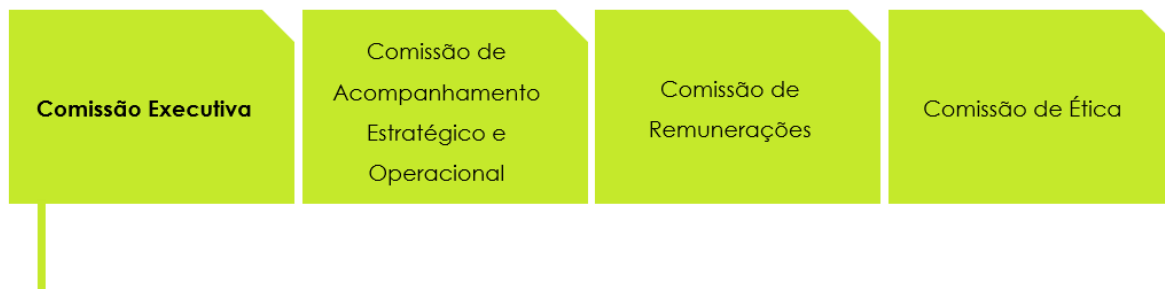 Comissão Executiva
Comissão de
Acompanhamento
Estratégico e
Operacional
Comissão de
Remunerações
Comissão de Ética